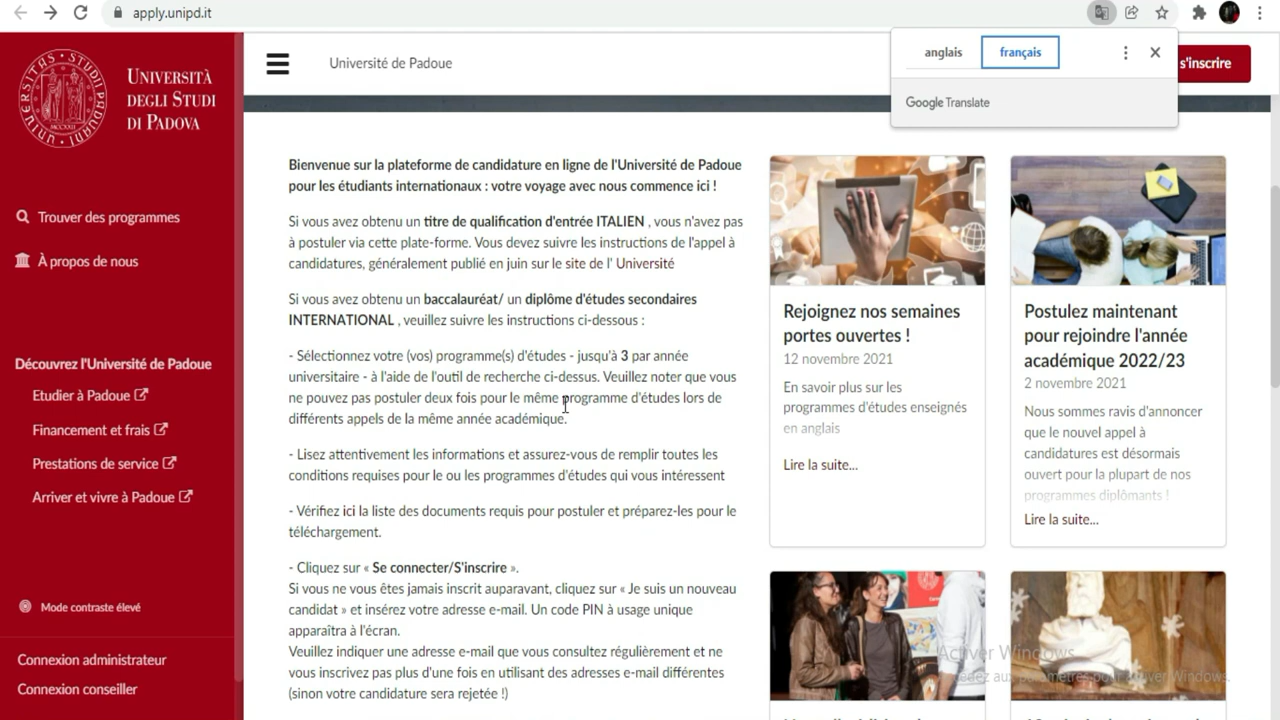 apply.unipd.it
anglais
français
Google Translate
UNIVERSITÀ
DEGLI STUDI
DI PADOVA
Université de Padoue
s'inscrire
Trouver des programmes
À propos de nous
Découvrez l'Université de Padoue
Etudier à Padoue
Financement et frais
Prestations de service
Arriver et vivre à Padoue
Mode contraste élevé
Connexion administrateur
Connexion conseiller
Bienvenue sur la plateforme de candidature en ligne de l'Université de Padoue
pour les étudiants internationaux : votre voyage avec nous commence ici !
Si vous avez obtenu un titre de qualification d'entrée ITALIEN , vous n'avez pas
à postuler via cette plate-forme. Vous devez suivre les instructions de l'appel à
candidatures, généralement publié en juin sur le site de l' Université
Si vous avez obtenu un baccalauréat/ un diplôme d'études secondaires
INTERNATIONAL , veuillez suivre les instructions ci-dessous :
- Sélectionnez votre (vos) programme(s) d'études - jusqu'à 3 par année
universitaire - à l'aide de l'outil de recherche ci-dessus. Veuillez noter que vous
ne pouvez pas postuler deux fois pour le même programme d'études lors de
différents appels de la même année académique.
- Lisez attentivement les informations et assurez-vous de remplir toutes les
conditions requises pour le ou les programmes d'études qui vous intéressent
- Vérifiez ici la liste des documents requis pour postuler et préparez-les pour le
téléchargement.
- Cliquez sur « Se connecter/S'inscrire ».
Si vous ne vous êtes jamais inscrit auparavant, cliquez sur « Je suis un nouveau
candidat » et insérez votre adresse e-mail. Un code PIN à usage unique
apparaîtra à l'écran.
Veuillez indiquer une adresse e-mail que vous consultez régulièrement et ne
vous inscrivez pas plus d'une fois en utilisant des adresses e-mail différentes
(sinon votre candidature sera rejetée !)
Rejoignez nos semaines
portes ouvertes !
12 novembre 2021
En savoir plus sur les
programmes d'études enseignés
en anglais
Lire la suite...
Postulez maintenant
pour rejoindre l'année
académique 2022/23
2 novembre 2021
Nous sommes ravis d'annoncer
que le nouvel appel à
candidatures est désormais
ouvert pour la plupart de nos
programmes diplômants !
Lire la suite...
Activer Windows
aux paramètres pour activer Windows.